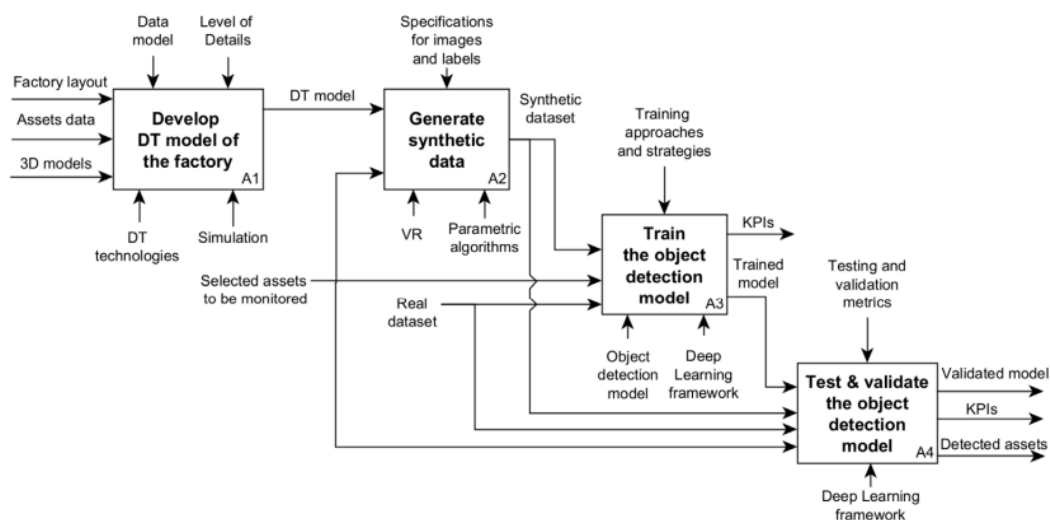 Data
model
Level of
Details
Specifications
for images
and labels
Factory layout
Assets data
3D models
Develop
DT model of
the factory
A1
DT model
Generate
synthetic
data
A2
Synthetic
dataset
Training
approaches
and strategies
DT
technologies
Simulation
VR
Parametric
algorithms
Selected assets
to be monitored
Real
dataset
Train
the object
detection
model
A3
KPIs
Trained
model
Testing and
validation
metrics
Object
detection
model
Deep
Learning
framework
Test & validate
the object
detection
model
A4
Validated model
KPIs
Detected assets
Deep Learning
framework